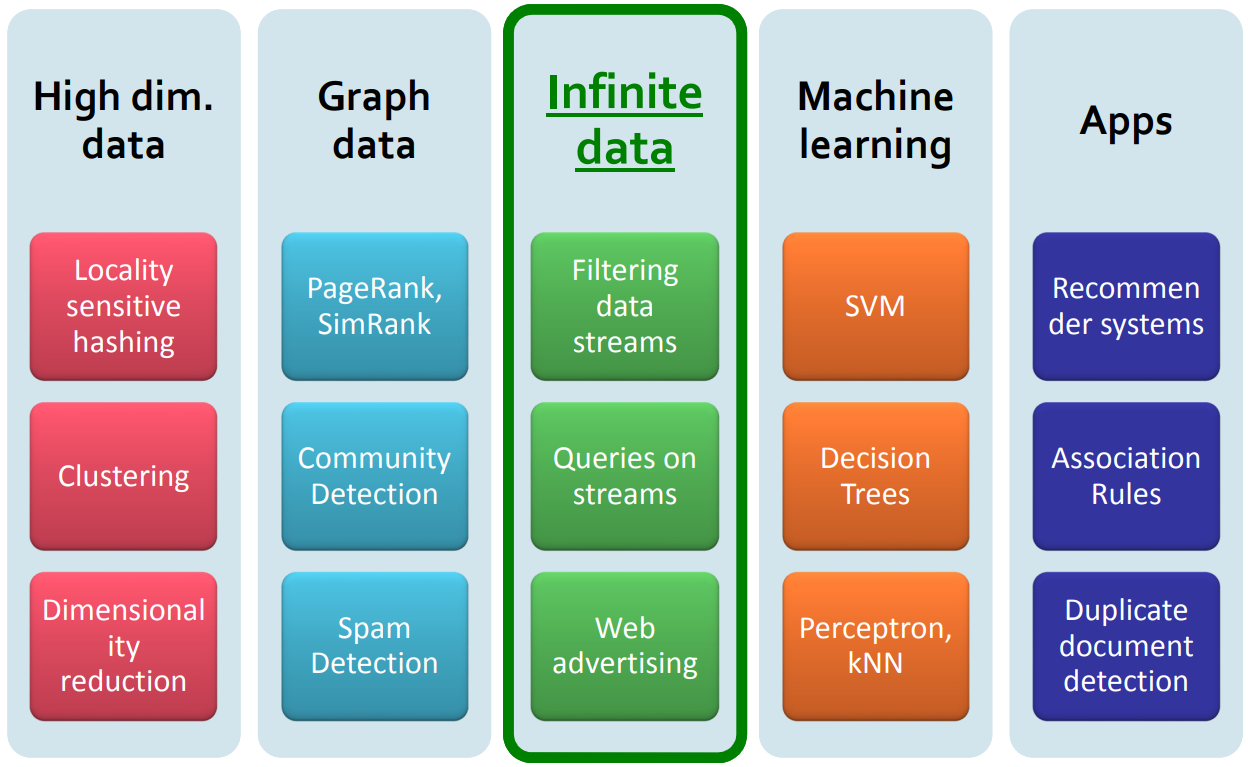 High dim.
data
Locality
sensitive
hashing
Clustering
Dimensional
ity
reduction
Graph
data
PageRank,
SimRank
Community
Detection
Spam
Detection
Infinite
data
Filtering
data
streams
Queries on
streams
Web
advertising
Machine
learning
SVM
Decision
Trees
Perceptron,
kNN
Apps
Recommen
der systems
Association
Rules
Duplicate
document
detection